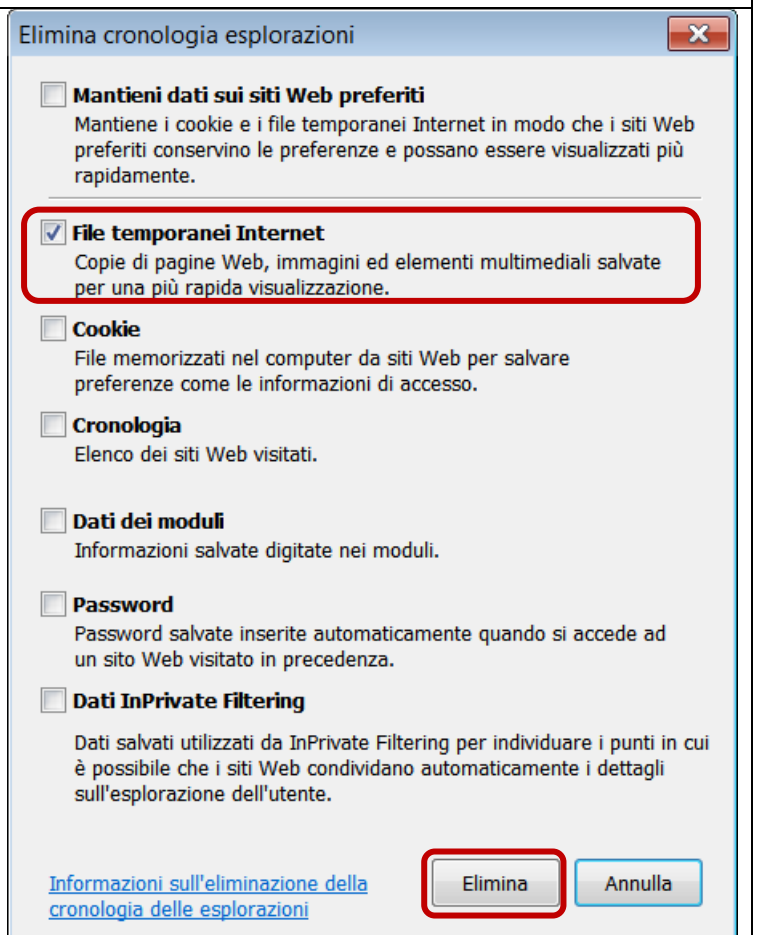 Elimina cronologia esplorazioni
Mantieni dati sui siti Web preferiti
Mantiene i cookie e i file temporanei Internet in modo che i siti Web
preferiti conservino le preferenze e possano essere visualizzati più
rapidamente.
File temporanei Internet
Copie di pagine Web, immagini ed elementi multimediali salvate
per una più rapida visualizzazione.
Cookie
File memorizzati nel computer da siti Web per salvare
preferenze come le informazioni di accesso.
Cronologia
Elenco dei siti Web visitati.
Dati dei moduli
Informazioni salvate digitate nei moduli.
Password
Password salvate inserite automaticamente quando si accede ad
un sito Web visitato in precedenza.
Dati InPrivate Filtering
Dati salvati utilizzati da InPrivate Filtering per individuare i punti in cui
è possibile che i siti Web condividano automaticamente i dettagli
sull'esplorazione dell'utente.
Informazioni sull'eliminazione della
cronologia delle esplorazioni
Elimina
Annulla